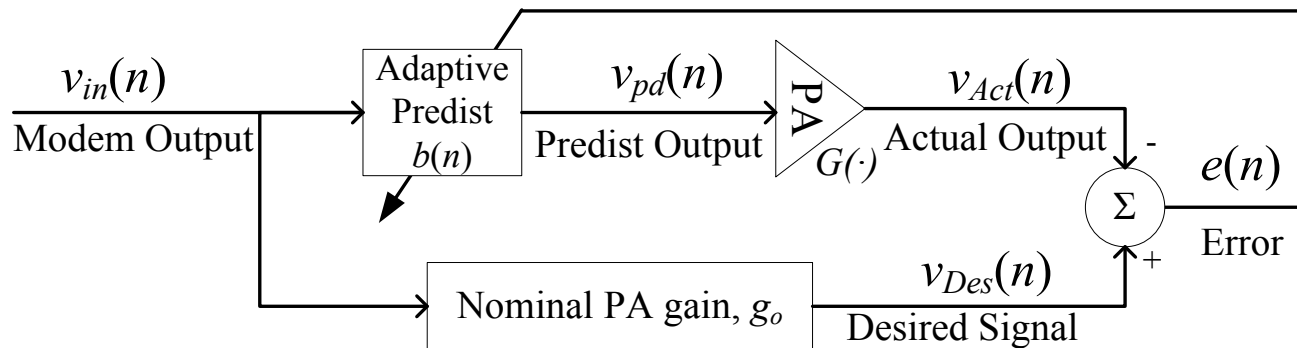 v_in(n)
Modem Output
Adaptive
Predist
b(n)
v_pd(n)
Predist Output
PA
G(·)
v_Act(n)
Actual Output
-
Σ
+
e(n)
Error
Nominal PA gain, g_o
v_Des(n)
Desired Signal